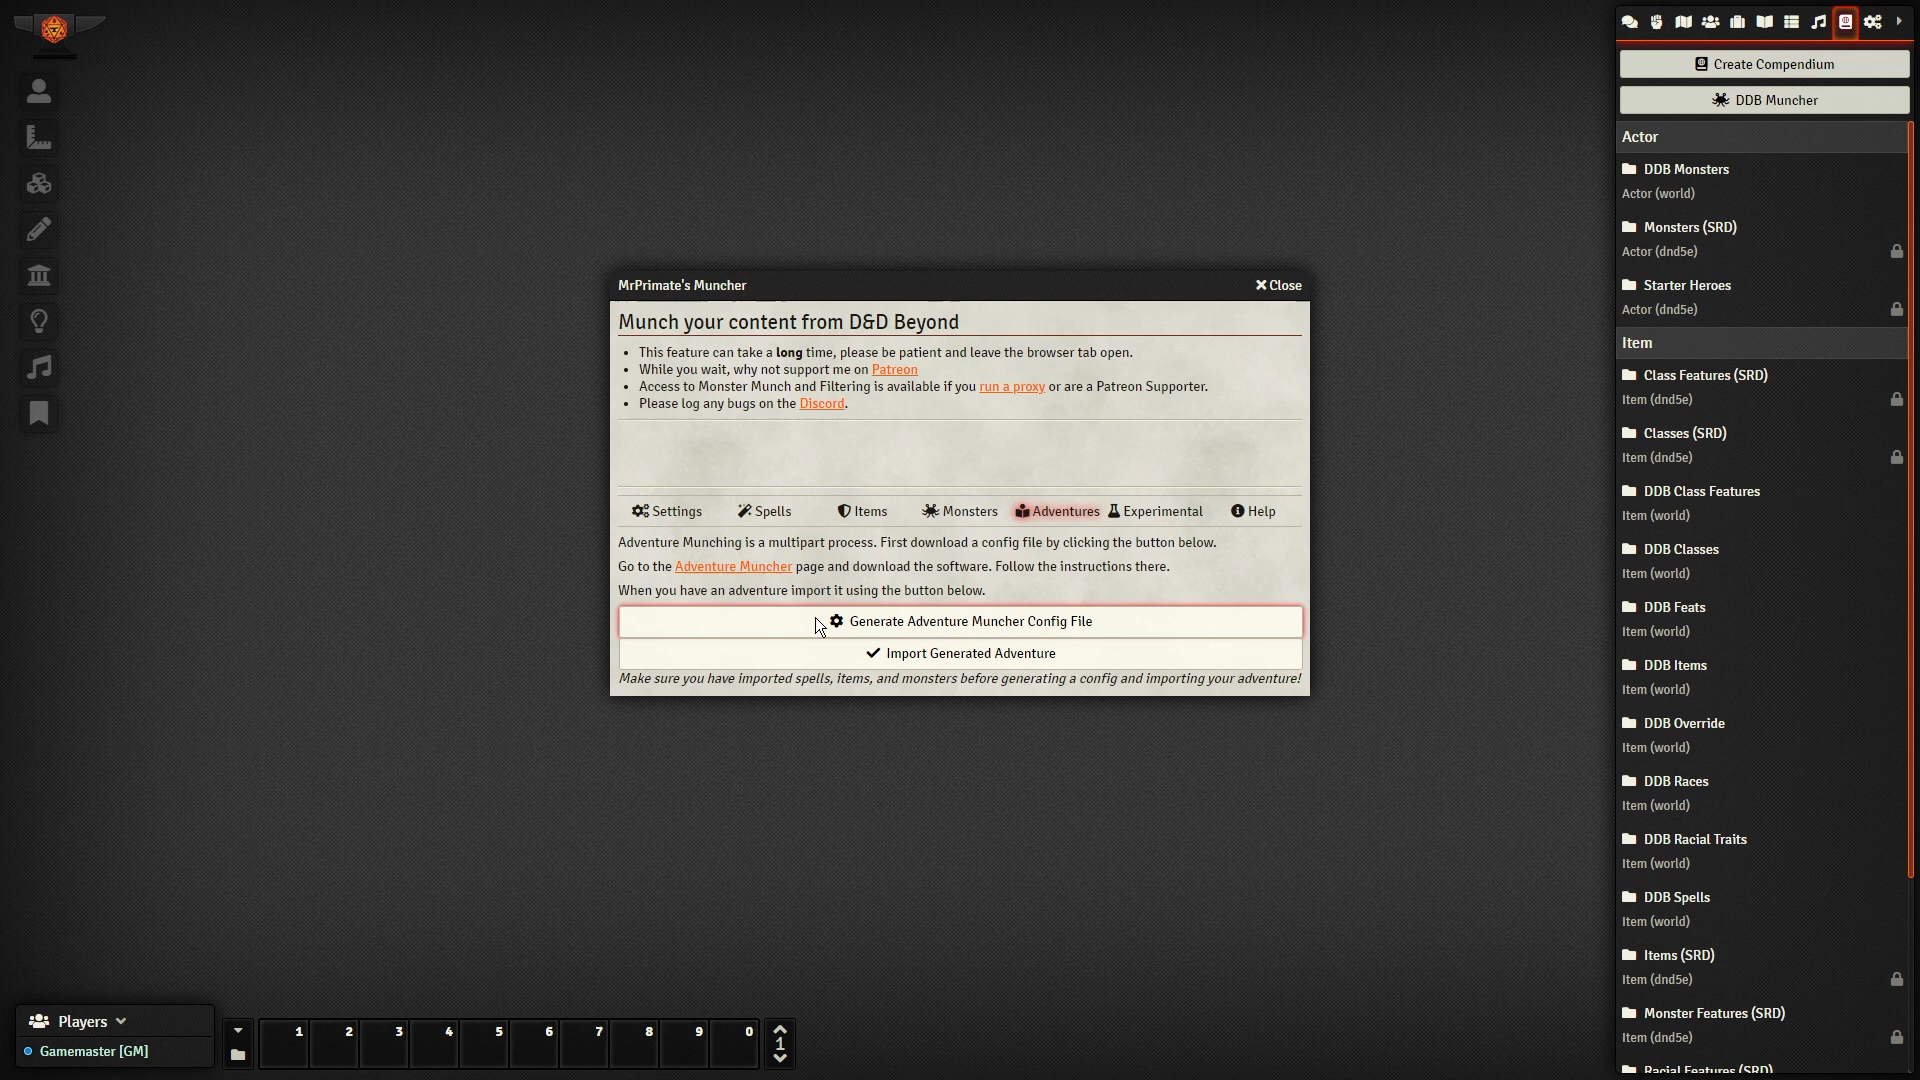 Create Compendium
DDB Muncher
Actor
DDB Monsters
Actor (world)
Monsters (SRD)
Actor (dnd5e)
Starter Heroes
Actor (dnd5e)
Item
Class Features (SRD)
Item (dnd5e)
Classes (SRD)
Item (dnd5e)
DDB Class Features
Item (world)
DDB Classes
Item (world)
DDB Feats
Item (world)
DDB Items
Item (world)
DDB Override
Item (world)
DDB Races
Item (world)
DDB Racial Traits
Item (world)
DDB Spells
Item (world)
Items (SRD)
Item (dnd5e)
Monster Features (SRD)
Item (dnd5e)
Racial Features (SRD)
MrPrimate's Muncher
Close
Munch your content from D&D Beyond
• This feature can take a long time, please be patient and leave the browser tab open.
• While you wait, why not support me on Patreon
• Access to Monster Munch and Filtering is available if you run a proxy or are a Patreon Supporter.
• Please log any bugs on the Discord.
Settings Spells Items Monsters Adventures Experimental Help
Adventure Munching is a multipart process. First download a config file by clicking the button below.
Go to the Adventure Muncher page and download the software. Follow the instructions there.
When you have an adventure import it using the button below.
Generate Adventure Muncher Config File
Import Generated Adventure
Make sure you have imported spells, items, and monsters before generating a config and importing your adventure!
Players
Gamemaster [GM]
1 2 3 4 5 6 7 8 9 0
1